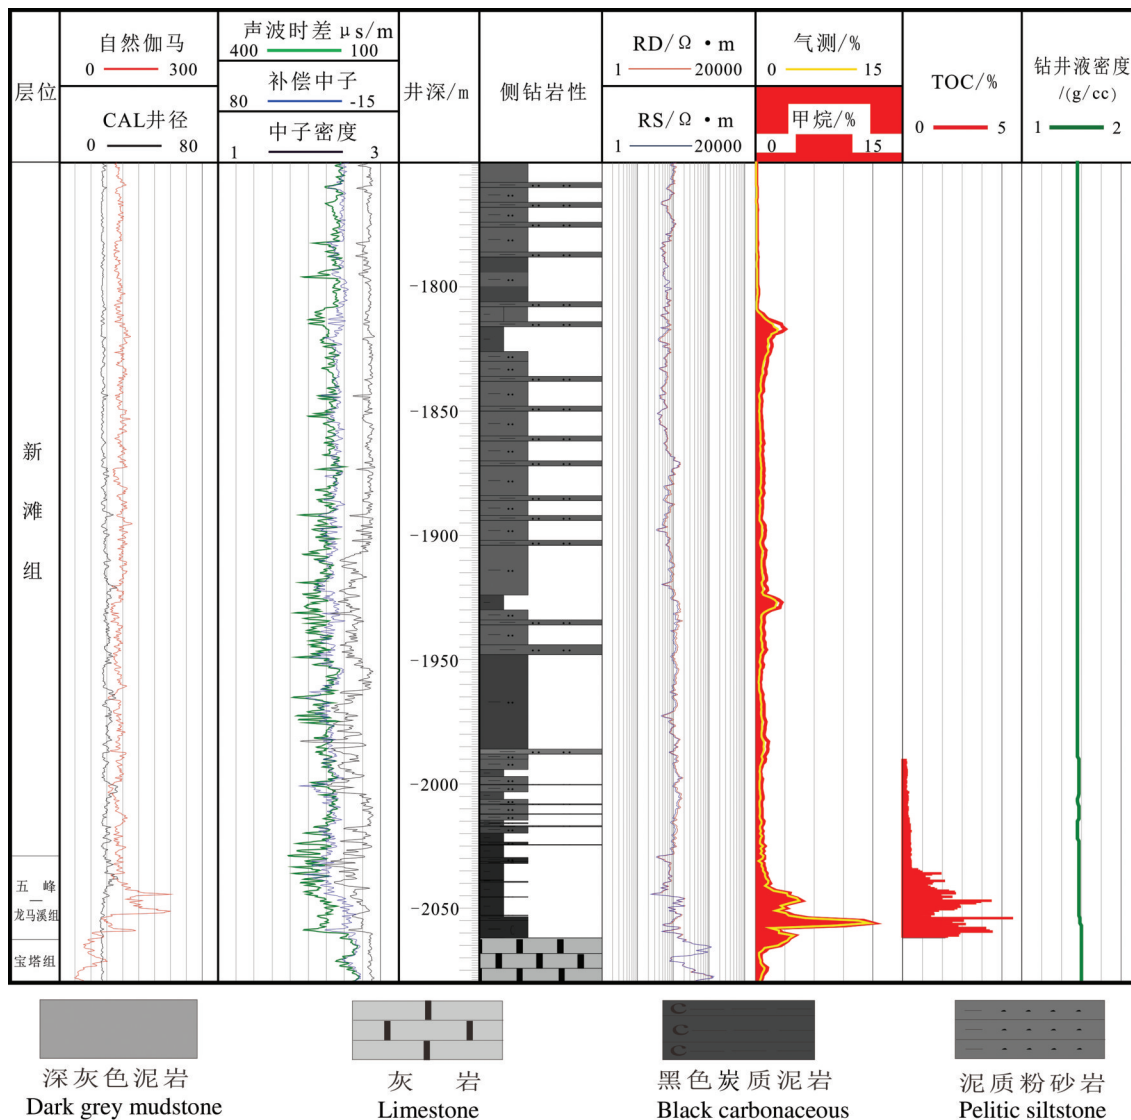 层位
自然伽马
0 300
CAL井径
0 80
声波时差 μs/m
400 100
补偿中子
80 -15
中子密度
1 3
井深/m
侧钻岩性
RD/Ω·m
1 20000
RS/Ω·m
1 20000
气测/%
0 15
甲烷/%
0 15
TOC/%
0 5
钻井液密度
/(g/cc)
1 2
新滩组
五峰
—
龙马溪组
宝塔组
-1800
-1850
-1900
-1950
-2000
-2050
深灰色泥岩
Dark grey mudstone
灰 岩
Limestone
黑色炭质泥岩
Black carbonaceous
泥质粉砂岩
Pelitic siltstone